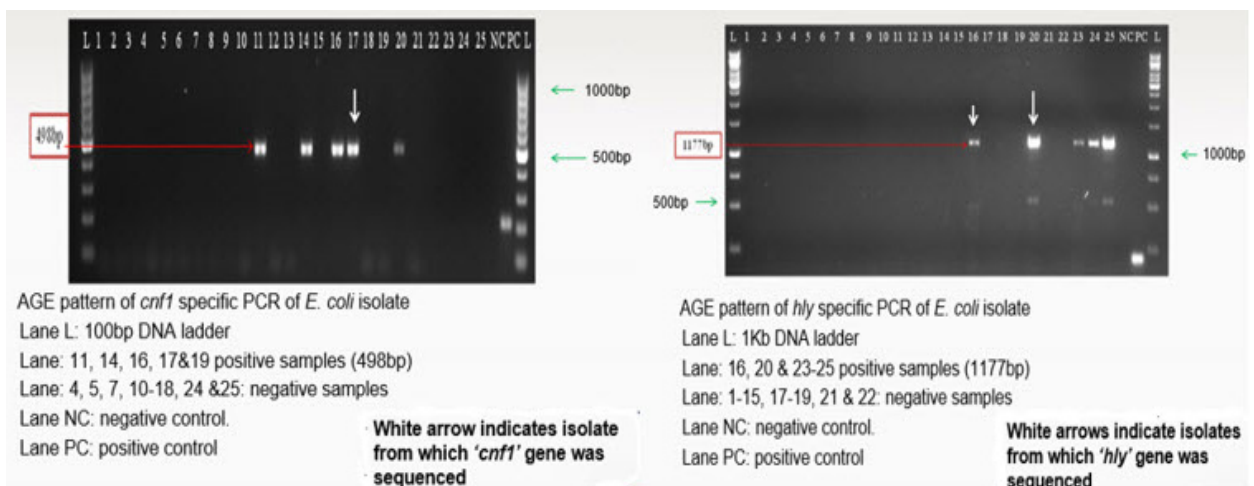 L 1 2 3 4 5 6 7 8 9 10 11 12 13 14 15 16 17 18 19 20 21 22 23 24 25 NC PC L
498bp
1000bp
500bp
AGE pattern of cnf1 specific PCR of E. coli isolate
Lane L: 100bp DNA ladder
Lane: 11, 14, 16, 17&19 positive samples (498bp)
Lane: 4, 5, 7, 10-18, 24 &25: negative samples
Lane NC: negative control.
Lane PC: positive control
White arrow indicates isolate
from which ‘cnf1’ gene was
sequenced
L 1 2 3 4 5 6 7 8 9 10 11 12 13 14 15 16 17 18 19 20 21 22 23 24 25 NC PC L
1177bp
500bp
1000bp
AGE pattern of hly specific PCR of E. coli isolate
Lane L: 1Kb DNA ladder
Lane: 16, 20 & 23-25 positive samples (1177bp)
Lane: 1-15, 17-19, 21 & 22: negative samples
Lane NC: negative control.
Lane PC: positive control
White arrows indicate isolates
from which ‘hly’ gene was
sequenced